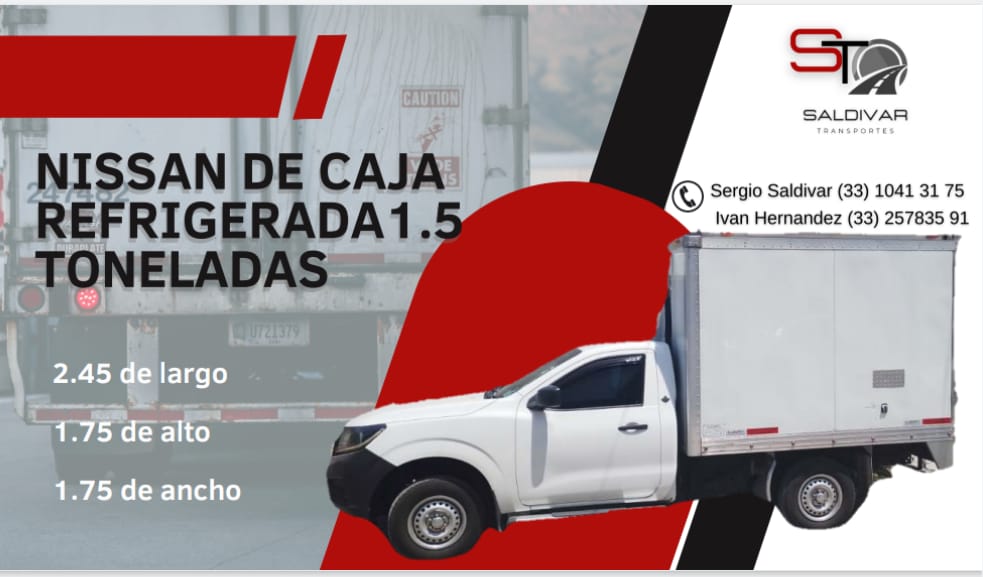 ST
SALDIVAR
TRANSPORTES
CAUTION
NISSAN DE CAJA
REFRIGERADA1.5
TONELADAS
Sergio Saldivar (33) 1041 31 75
Ivan Hernandez (33) 257835 91
2.45 de largo
1.75 de alto
1.75 de ancho